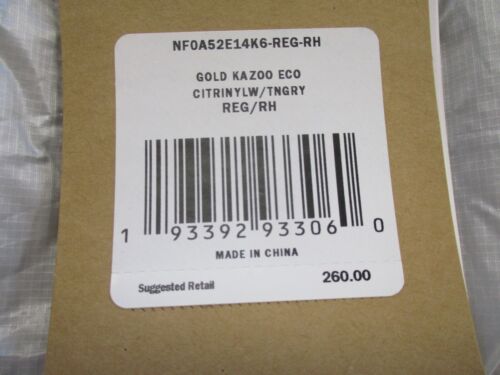 NF0A52E14K6-REG-RH
GOLD KAZOO ECO
CITRINYLW/TNGRY
REG/RH
1 93392 93306 0
MADE IN CHINA
Suggested Retail 260.00